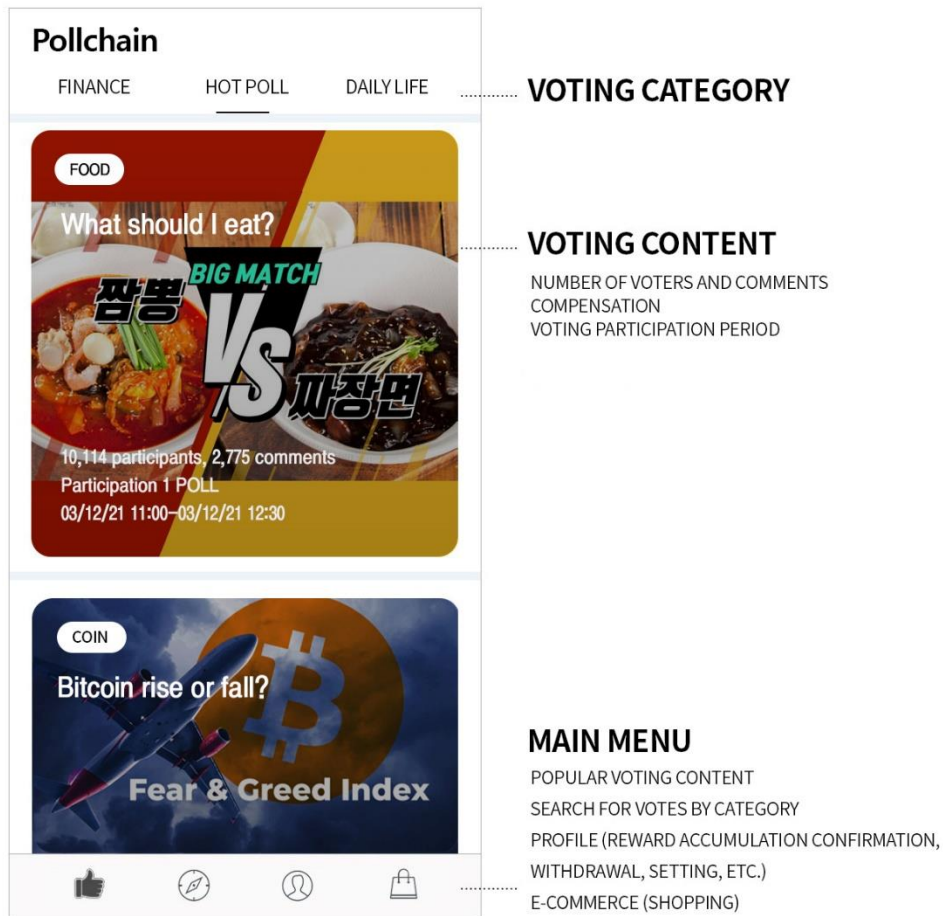 Pollchain
FINANCE HOT POLL DAILY LIFE
VOTING CATEGORY
FOOD
What should I eat?
BIG MATCH
짬뽕
VS
짜장면
10,114 participants, 2,775 comments
Participation 1 POLL
03/12/21 11:00-03/12/21 12:30
VOTING CONTENT
NUMBER OF VOTERS AND COMMENTS
COMPENSATION
VOTING PARTICIPATION PERIOD
COIN
Bitcoin rise or fall?
Fear & Greed Index
MAIN MENU
POPULAR VOTING CONTENT
SEARCH FOR VOTES BY CATEGORY
PROFILE (REWARD ACCUMULATION CONFIRMATION,
WITHDRAWAL, SETTING, ETC.)
E-COMMERCE (SHOPPING)